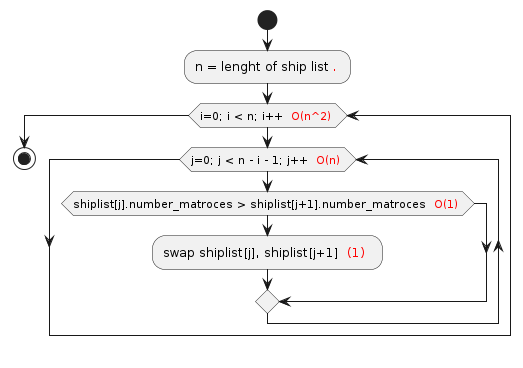 n = lenght of ship list .
i=0; i < n; i++ O(n^2)
j=0; j < n - i - 1; j++ O(n)
shiplist[j].number_matroces > shiplist[j+1].number_matroces O(1)
swap shiplist[j], shiplist[j+1] (1)